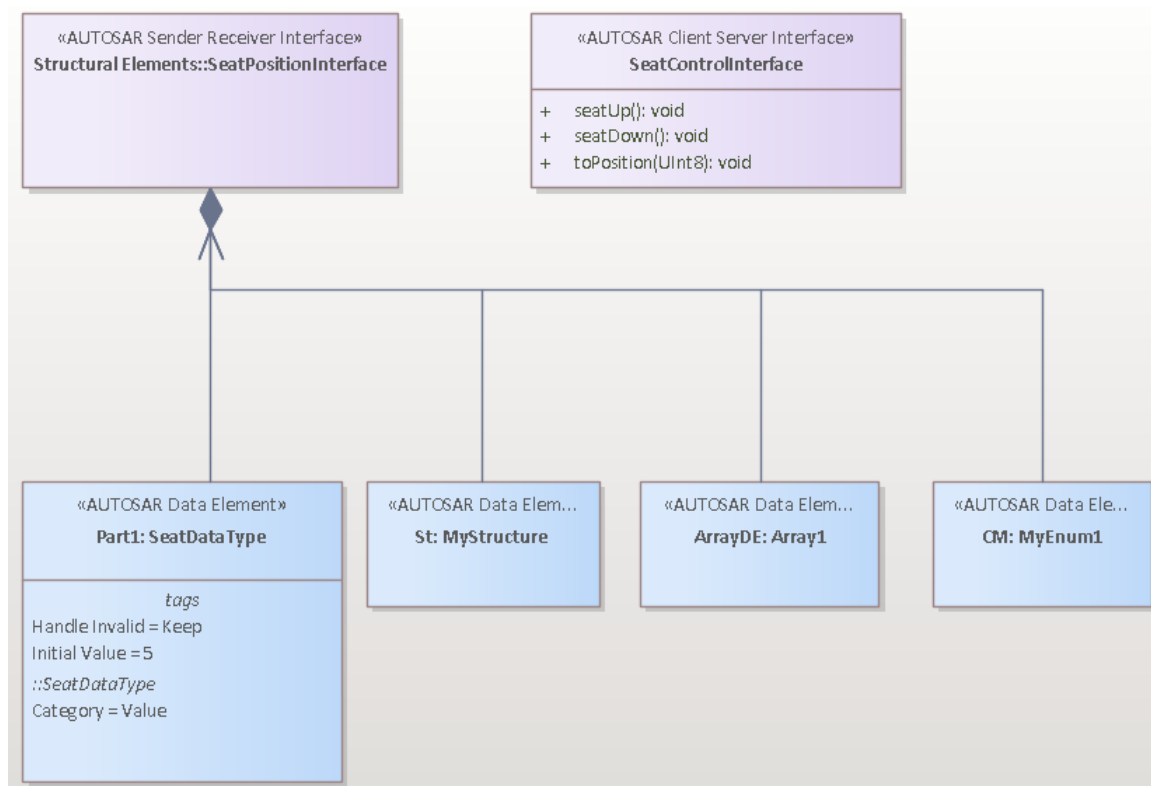 «AUTOSAR Sender Receiver Interface»
Structural Elements::SeatPositionInterface
«AUTOSAR Client Server Interface»
SeatControlInterface
+ seatUp(): void
+ seatDown(): void
+ toPosition(UInt8): void
«AUTOSAR Data Element»
Part1: SeatDataType
tags
Handle Invalid = Keep
Initial Value = 5
::SeatDataType
Category = Value
«AUTOSAR Data Elem...
St: MyStructure
«AUTOSAR Data Elem...
ArrayDE: Array1
«AUTOSAR Data Ele...
CM: MyEnum1